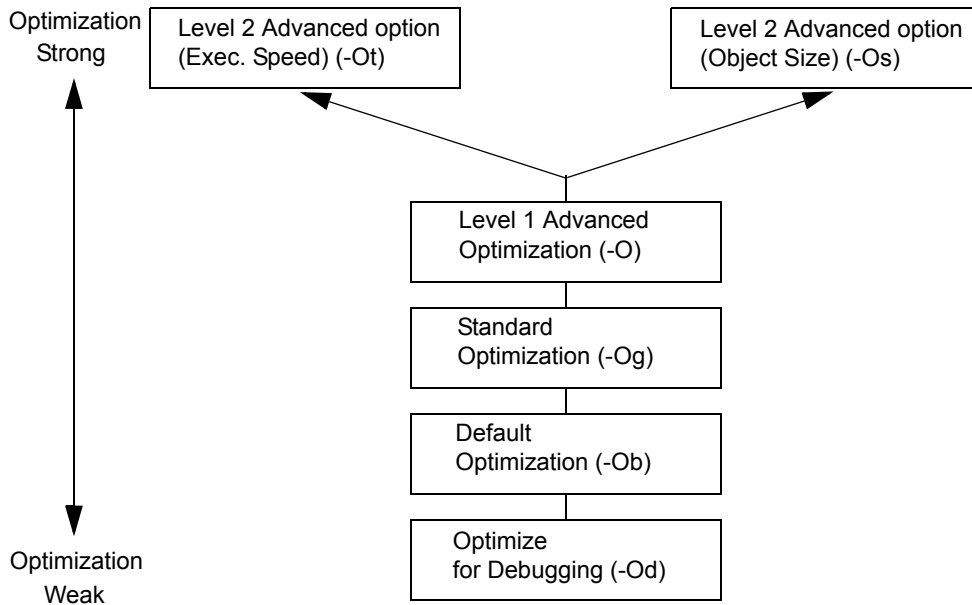 Optimization
Strong
Level 2 Advanced option
(Exec. Speed) (-Ot)
Level 2 Advanced option
(Object Size) (-Os)
Level 1 Advanced
Optimization (-O)
Standard
Optimization (-Og)
Default
Optimization (-Ob)
Optimize
for Debugging (-Od)
Optimization
Weak